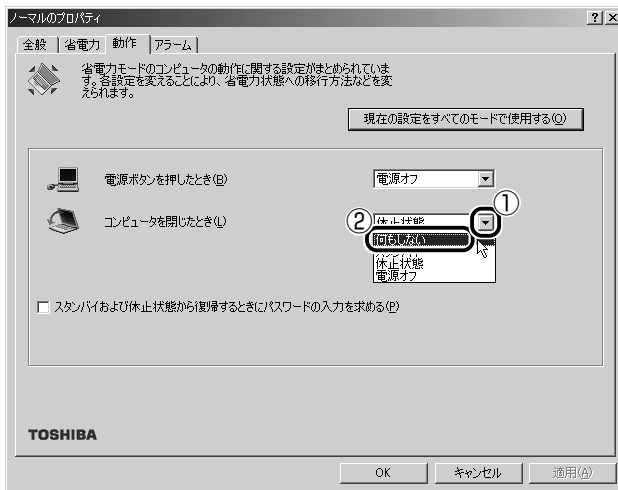 ノーマルのプロパティ
全般 省電力 動作 アラーム
省電力モードのコンピュータの動作に関する設定がまとめられていま
す。各設定を変えることにより、省電力状態への移行方法などを変
えられます。
現在の設定をすべてのモードで使用する(O)
電源ボタンを押したとき(B)
電源オフ
①
コンピュータを閉じたとき(L)
② 休止状態
何もしない
スタンバイ
休止状態
電源オフ
スタンバイおよび休止状態から復帰するときにパスワードの入力を求める(P)
TOSHIBA
OK キャンセル 適用(A)